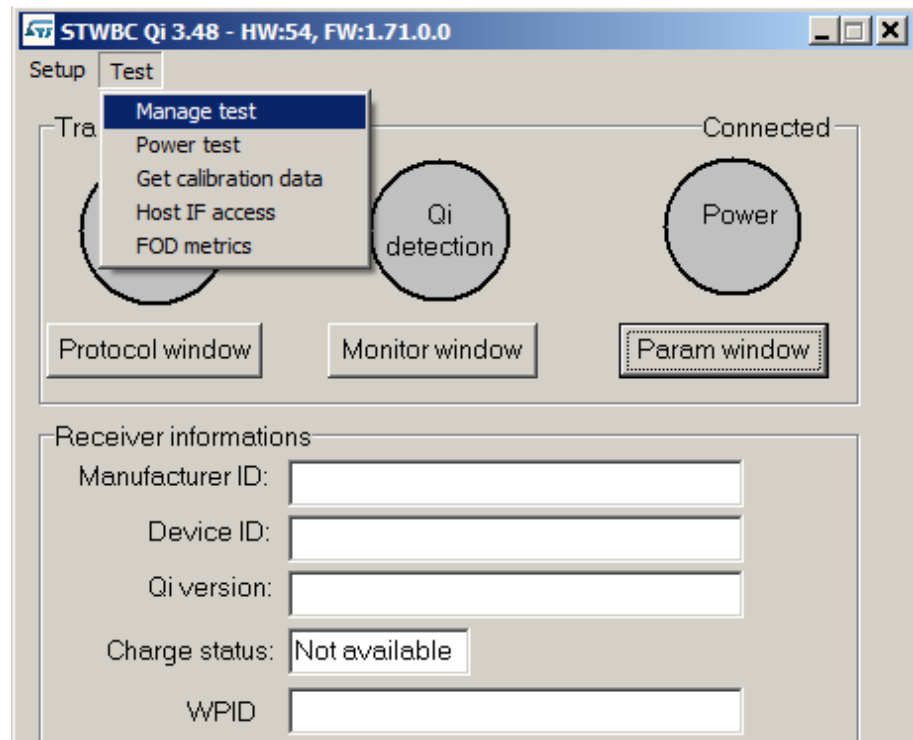 STWBC Qi 3.48 - HW:54, FW:1.71.0.0
Setup Test
Manage test
Power test
Get calibration data
Host IF access
FOD metrics
Tra
Connected
Qi
detection
Power
Protocol window
Monitor window
Param window
Receiver informations
Manufacturer ID:
Device ID:
Qi version:
Charge status: Not available
WPID